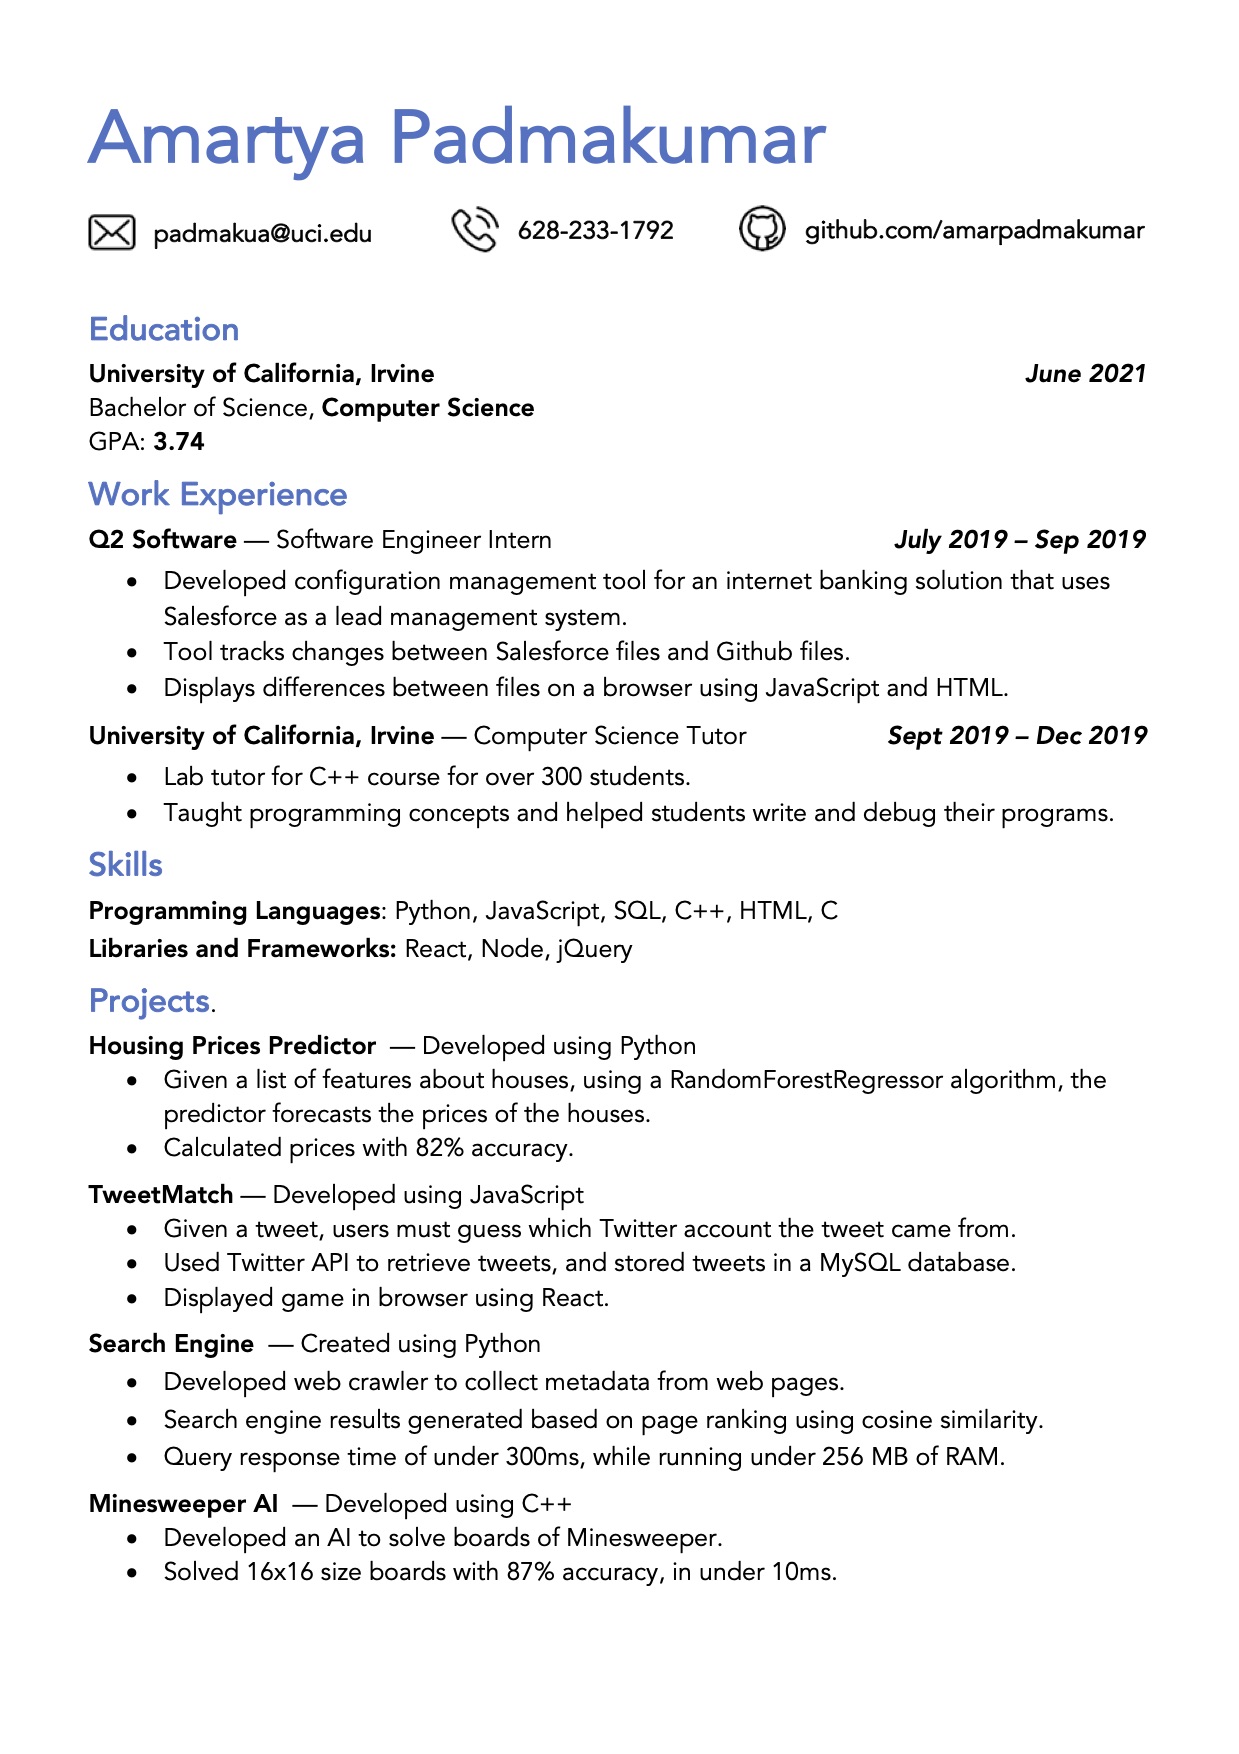 Amartya Padmakumar
padmakua@uci.edu 628-233-1792 github.com/amarpadmakumar
Education
University of California, Irvine June 2021
Bachelor of Science, Computer Science
GPA: 3.74
Work Experience
Q2 Software — Software Engineer Intern July 2019 – Sep 2019
• Developed configuration management tool for an internet banking solution that uses
Salesforce as a lead management system.
• Tool tracks changes between Salesforce files and Github files.
• Displays differences between files on a browser using JavaScript and HTML.
University of California, Irvine — Computer Science Tutor Sept 2019 – Dec 2019
• Lab tutor for C++ course for over 300 students.
• Taught programming concepts and helped students write and debug their programs.
Skills
Programming Languages: Python, JavaScript, SQL, C++, HTML, C
Libraries and Frameworks: React, Node, jQuery
Projects.
Housing Prices Predictor — Developed using Python
• Given a list of features about houses, using a RandomForestRegressor algorithm, the
predictor forecasts the prices of the houses.
• Calculated prices with 82% accuracy.
TweetMatch — Developed using JavaScript
• Given a tweet, users must guess which Twitter account the tweet came from.
• Used Twitter API to retrieve tweets, and stored tweets in a MySQL database.
• Displayed game in browser using React.
Search Engine — Created using Python
• Developed web crawler to collect metadata from web pages.
• Search engine results generated based on page ranking using cosine similarity.
• Query response time of under 300ms, while running under 256 MB of RAM.
Minesweeper AI — Developed using C++
• Developed an AI to solve boards of Minesweeper.
• Solved 16x16 size boards with 87% accuracy, in under 10ms.